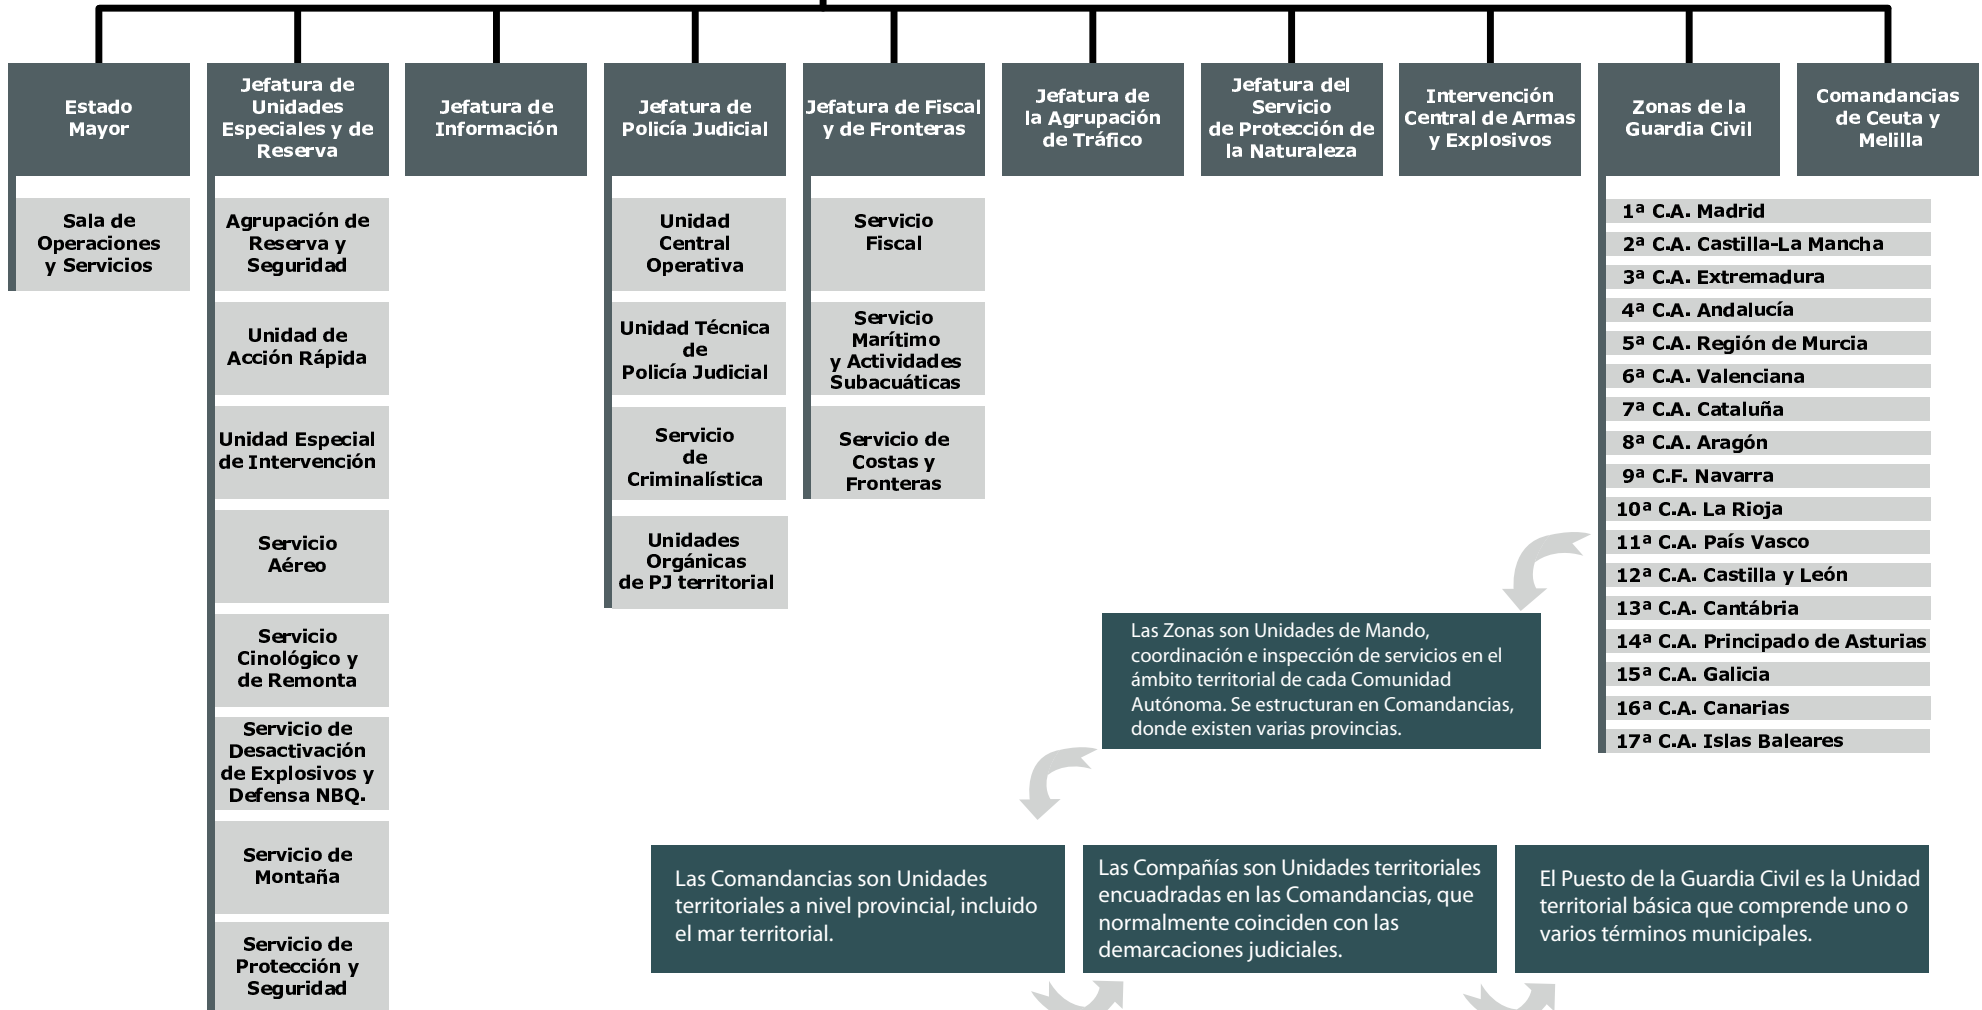 Estado
Mayor
Jefatura de
Unidades
Especiales y de
Reserva
Jefatura de
Información
Jefatura de
Policía Judicial
Jefatura de Fiscal
y de Fronteras
Jefatura de
la Agrupación
de Tráfico
Jefatura del
Servicio
de Protección de
la Naturaleza
Intervención
Central de Armas
y Explosivos
Zonas de la
Guardia Civil
Comandancias
de Ceuta y
Melilla
Sala de
Operaciones
y Servicios
Agrupación de
Reserva y
Seguridad
Unidad de
Acción Rápida
Unidad Especial
de Intervención
Servicio
Aéreo
Servicio
Cinológico y
de Remonta
Servicio de
Desactivación
de Explosivos y
Defensa NBQ.
Servicio de
Montaña
Servicio de
Protección y
Seguridad
Unidad
Central
Operativa
Unidad Técnica
de
Policía Judicial
Servicio
de
Criminalística
Unidades
Orgánicas
de PJ territorial
Servicio
Fiscal
Servicio
Marítimo
y Actividades
Subacuáticas
Servicio de
Costas y
Fronteras
1ª C.A. Madrid
2ª C.A. Castilla-La Mancha
3ª C.A. Extremadura
4ª C.A. Andalucía
5ª C.A. Región de Murcia
6ª C.A. Valenciana
7ª C.A. Cataluña
8ª C.A. Aragón
9ª C.F. Navarra
10ª C.A. La Rioja
11ª C.A. País Vasco
12ª C.A. Castilla y León
13ª C.A. Cantábria
14ª C.A. Principado de Asturias
15ª C.A. Galicia
16ª C.A. Canarias
17ª C.A. Islas Baleares
Las Zonas son Unidades de Mando,
coordinación e inspección de servicios en el
ámbito territorial de cada Comunidad
Autónoma. Se estructuran en Comandancias,
donde existen varias provincias.
Las Comandancias son Unidades
territoriales a nivel provincial, incluido
el mar territorial.
Las Compañías son Unidades territoriales
encuadradas en las Comandancias, que
normalmente coinciden con las
demarcaciones judiciales.
El Puesto de la Guardia Civil es la Unidad
territorial básica que comprende uno o
varios términos municipales.